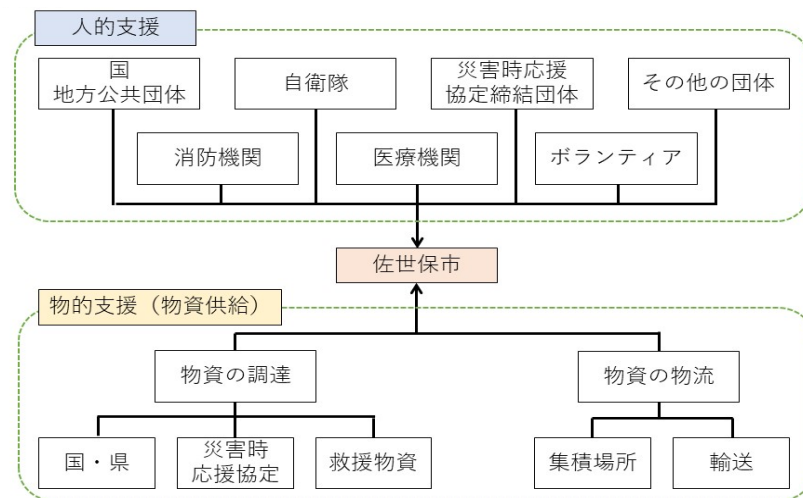 人的支援
国
地方公共団体
自衛隊
災害時応援
協定締結団体
その他の団体
消防機関
医療機関
ボランティア
佐世保市
物的支援（物資供給）
物資の調達
物資の物流
国・県
災害時
応援協定
救援物資
集積場所
輸送